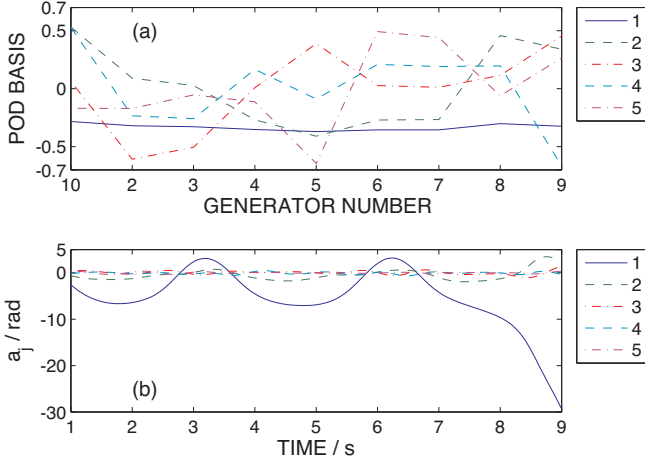 0.7
0.5
0
-0.5
-0.7
POD BASIS
(a)
10 2 3 4 5 6 7 8 9
GENERATOR NUMBER
1
2
3
4
5
5
0
-10
-20
-30
a_j / rad
(b)
1 2 3 4 5 6 7 8 9
TIME / s
1
2
3
4
5